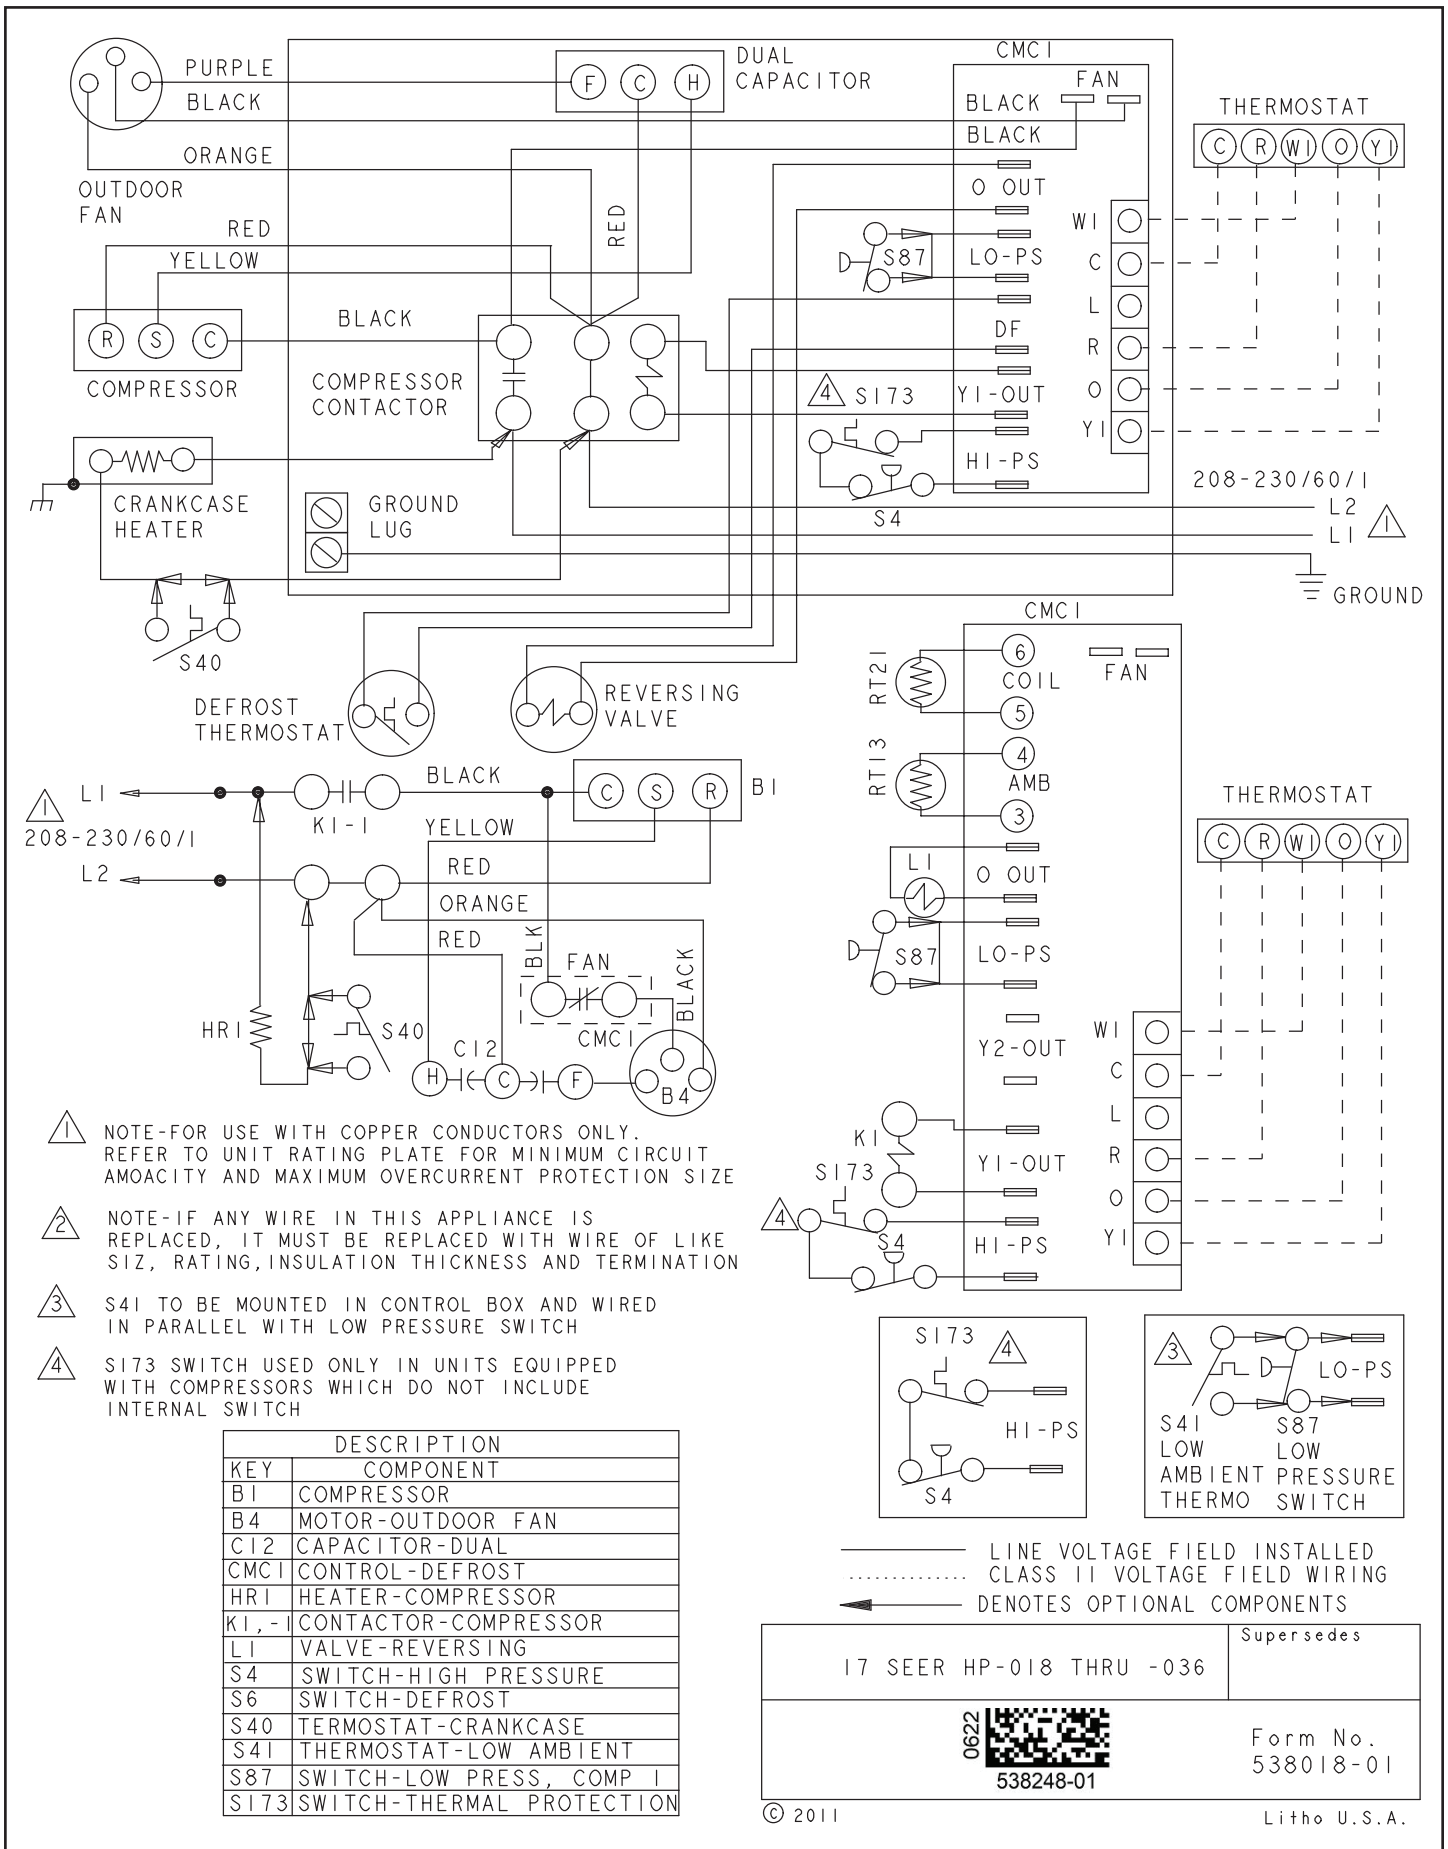 PURPLE
BLACK
ORANGE
OUTDOOR
FAN
F C H
DUAL
CAPACITOR
CMC1
FAN
BLACK
BLACK
THERMOSTAT
C R W1 O Y1
O OUT
RED
RED
YELLOW
S87
LO-PS
W1
C
L
R
O
Y1
DF
R S C
COMPRESSOR
BLACK
COMPRESSOR
CONTACTOR
4
S173
Y1-OUT
HI-PS
S4
CRANKCASE
HEATER
GROUND
LUG
208-230/60/1
L2
L1
1
GROUND
S40
DEFROST
THERMOSTAT
REVERSING
VALVE
CMC1
FAN
RT21
6
COIL
5
RT13
4
AMB
3
L1
O OUT
S87
LO-PS
Y2-OUT
K1
Y1-OUT
S173
4
S4
HI-PS
THERMOSTAT
C R W1 O Y1
W1
C
L
R
O
Y1
L1
1
208-230/60/1
L2
K1-1
BLACK
C S R
B1
YELLOW
RED
ORANGE
RED
BLK
FAN
CMC1
BLACK
HR1
S40
C12
H C F
B4
1
NOTE-FOR USE WITH COPPER CONDUCTORS ONLY.
REFER TO UNIT RATING PLATE FOR MINIMUM CIRCUIT
AMOACITY AND MAXIMUM OVERCURRENT PROTECTION SIZE
2
NOTE-IF ANY WIRE IN THIS APPLIANCE IS
REPLACED, IT MUST BE REPLACED WITH WIRE OF LIKE
SIZ, RATING, INSULATION THICKNESS AND TERMINATION
3
S41 TO BE MOUNTED IN CONTROL BOX AND WIRED
IN PARALLEL WITH LOW PRESSURE SWITCH
4
S173 SWITCH USED ONLY IN UNITS EQUIPPED
WITH COMPRESSORS WHICH DO NOT INCLUDE
INTERNAL SWITCH
S173
4
HI-PS
S4
3
LO-PS
S41
LOW
AMBIENT
THERMO
S87
LOW
PRESSURE
SWITCH
DESCRIPTION
KEY COMPONENT
B1 COMPRESSOR
B4 MOTOR-OUTDOOR FAN
C12 CAPACITOR-DUAL
CMC1 CONTROL-DEFROST
HR1 HEATER-COMPRESSOR
K1,-1 CONTACTOR-COMPRESSOR
L1 VALVE-REVERSING
S4 SWITCH-HIGH PRESSURE
S6 SWITCH-DEFROST
S40 TERMOSTAT-CRANKCASE
S41 THERMOSTAT-LOW AMBIENT
S87 SWITCH-LOW PRESS, COMP 1
S173 SWITCH-THERMAL PROTECTION
LINE VOLTAGE FIELD INSTALLED
CLASS II VOLTAGE FIELD WIRING
DENOTES OPTIONAL COMPONENTS
17 SEER HP-018 THRU -036
Supersedes
0622
538248-01
Form No.
538018-01
© 2011
Litho U.S.A.